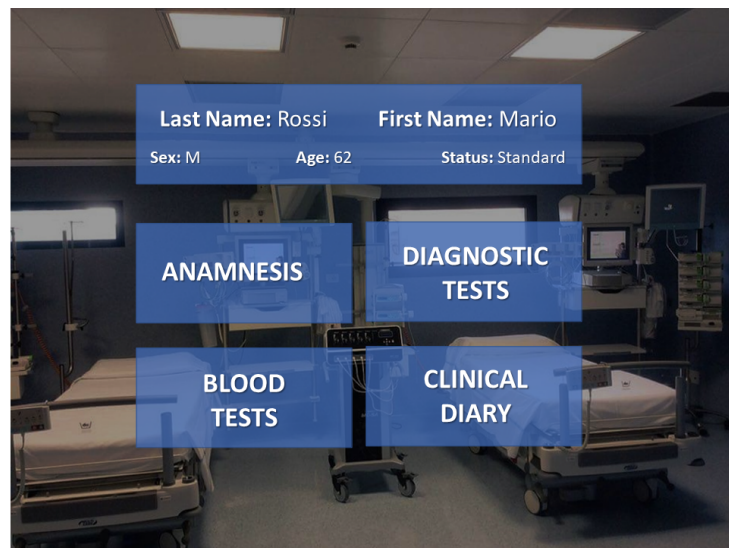 Last Name: Rossi First Name: Mario
Sex: M Age: 62 Status: Standard
ANAMNESIS
DIAGNOSTIC
TESTS
BLOOD
TESTS
CLINICAL
DIARY